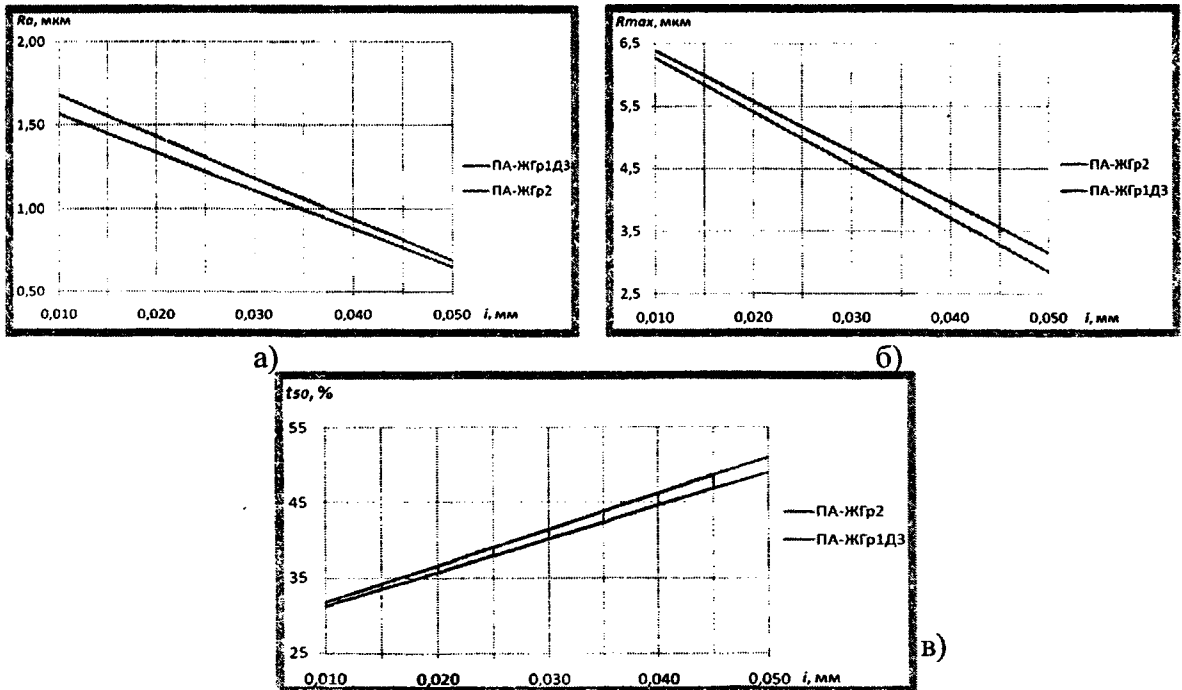 Ra, мкм
2,00
1,50
1,00
0,50
0,010 0,020 0,030 0,040 0,050 i, мм
ПА-ЖГр1Д3
ПА-ЖГр2
а)
Rmax, мкм
6,5
5,5
4,5
3,5
2,5
0,010 0,020 0,030 0,040 0,050 i, мм
ПА-ЖГр2
ПА-ЖГр1Д3
б)
t50, %
55
45
35
25
0,010 0,020 0,030 0,040 0,050 i, мм
ПА-ЖГр2
ПА-ЖГр1Д3
в)